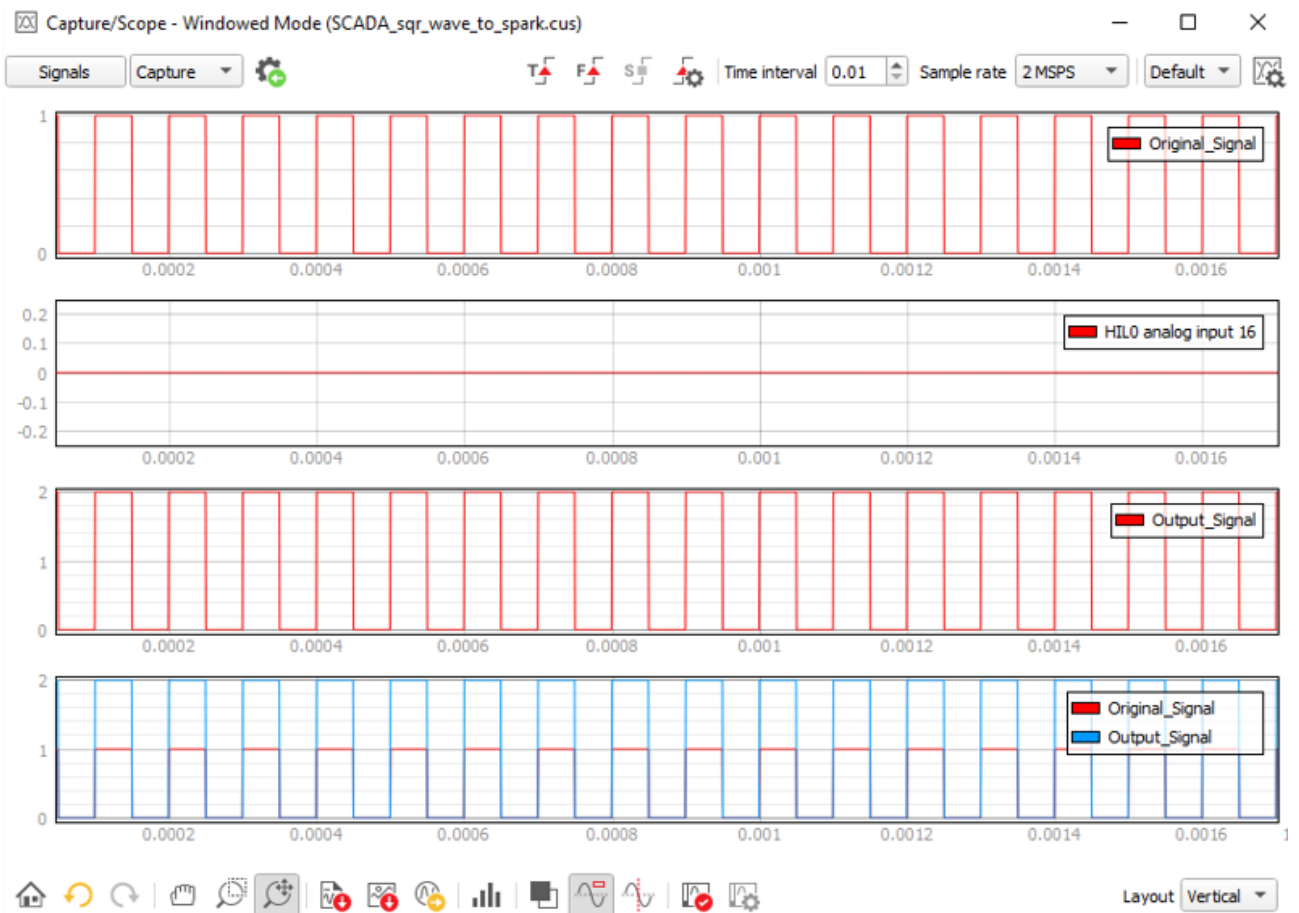 Capture/Scope - Windowed Mode (SCADA_sqr_wave_to_spark.cus)
Signals Capture T F S Time interval 0.01 Sample rate 2 MSPS Default
1
Original_Signal
0
0.0002 0.0004 0.0006 0.0008 0.001 0.0012 0.0014 0.0016
0.2
HIL0 analog input 16
0.1
0
-0.1
-0.2
0.0002 0.0004 0.0006 0.0008 0.001 0.0012 0.0014 0.0016
2
Output_Signal
1
0
0.0002 0.0004 0.0006 0.0008 0.001 0.0012 0.0014 0.0016
2
Original_Signal
Output_Signal
1
0
0.0002 0.0004 0.0006 0.0008 0.001 0.0012 0.0014 0.0016
Layout Vertical